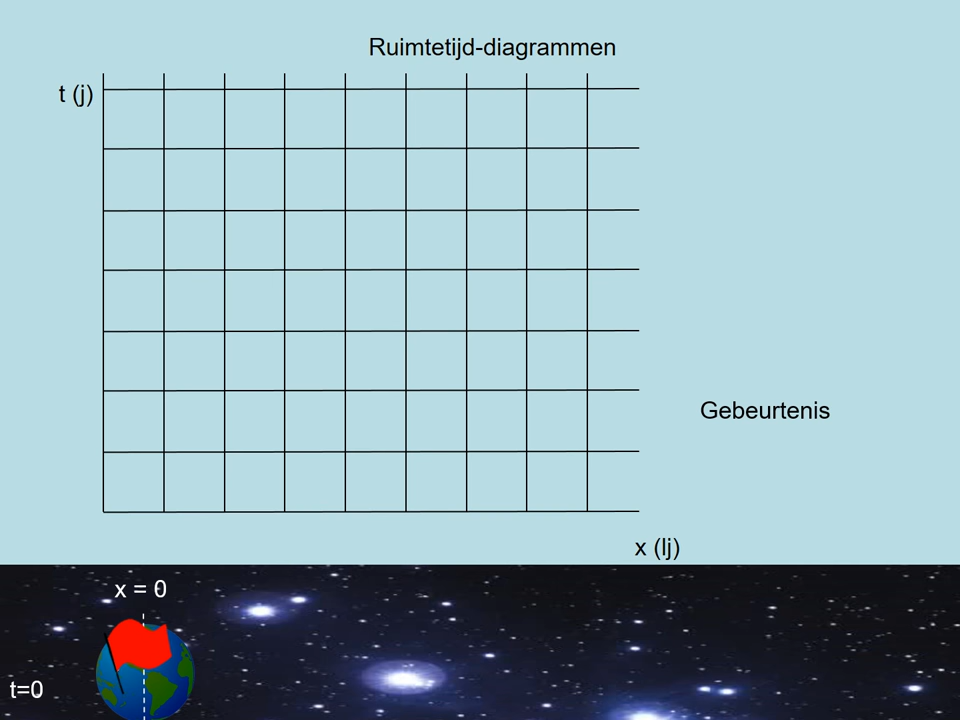 Ruimtetijd-diagrammen
t (j)
Gebeurtenis
x (lj)
x = 0
t=0